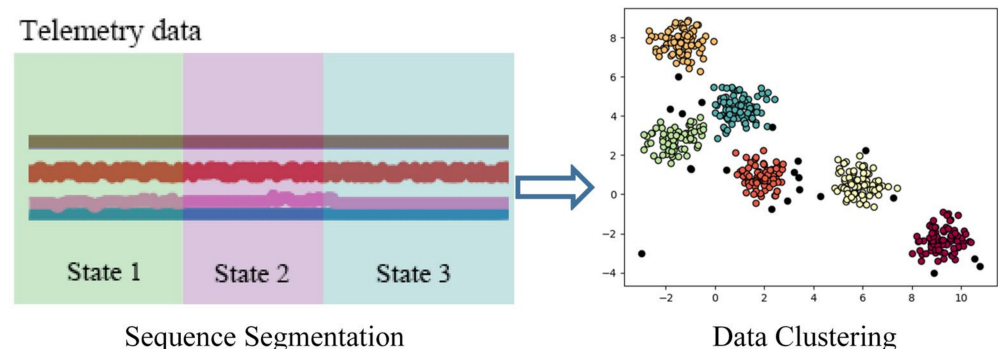 Telemetry data
State 1
State 2
State 3
Sequence Segmentation
8
6
4
2
0
−2
−4
−2
0
2
4
6
8
10
Data Clustering